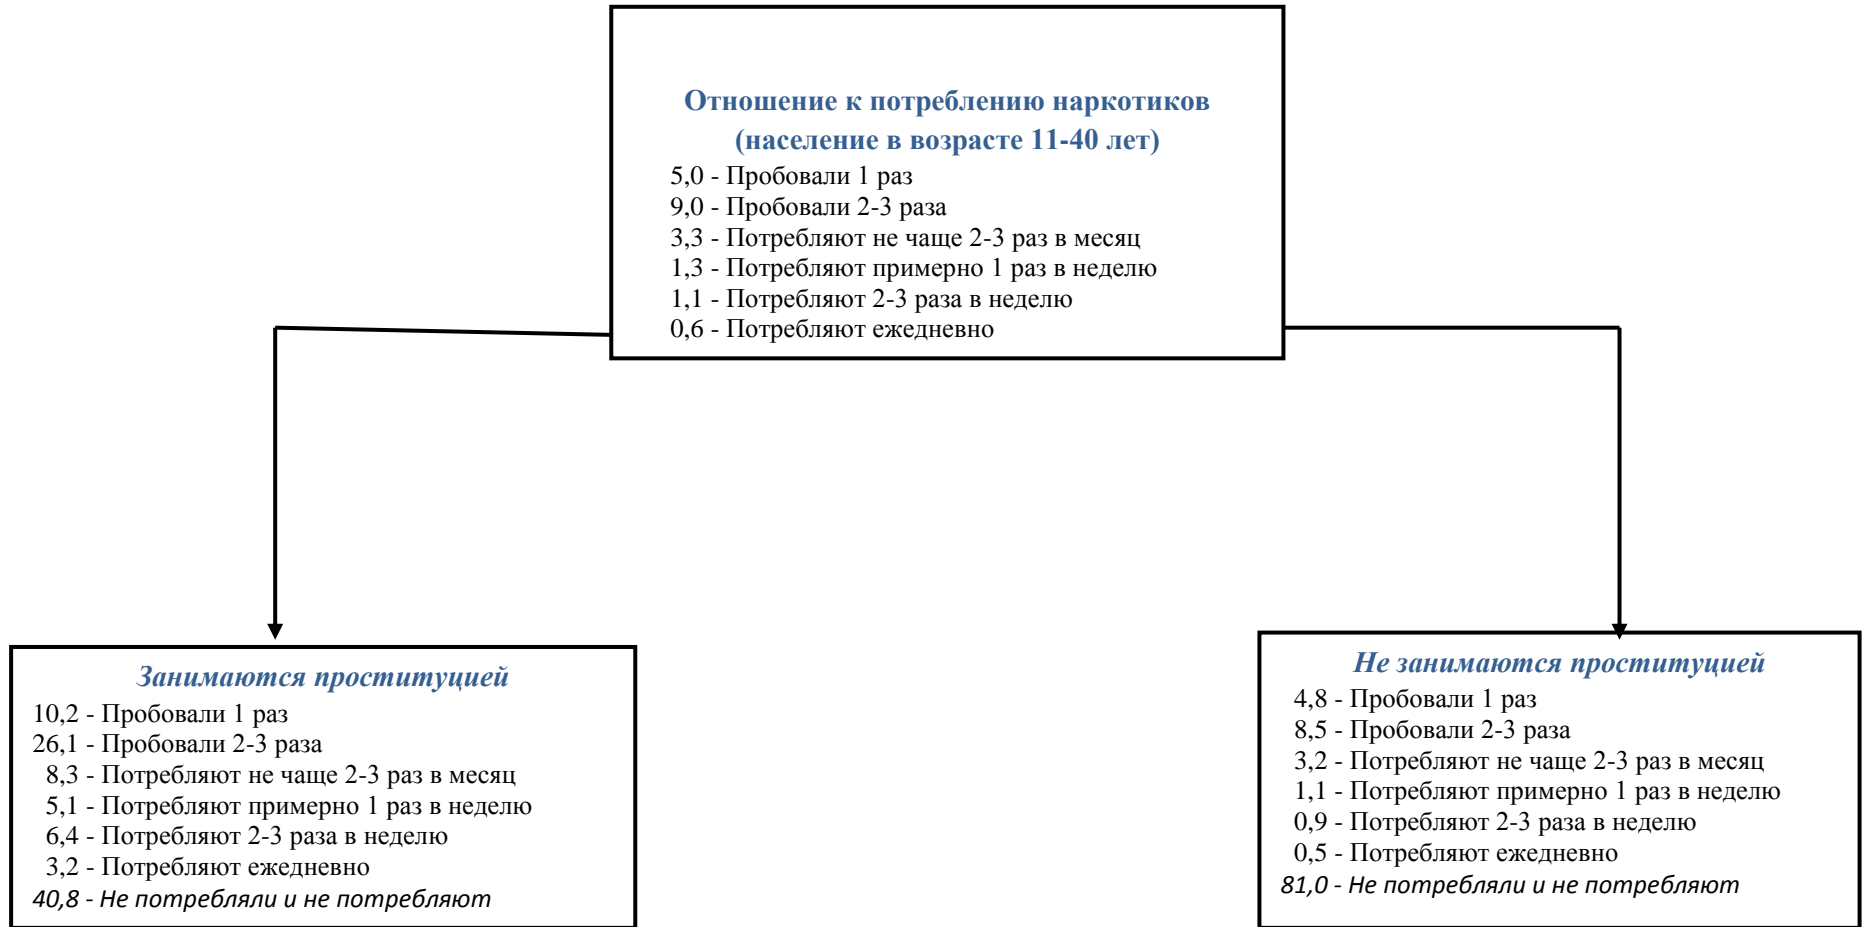 Отношение к потреблению наркотиков
(население в возрасте 11-40 лет)
5,0 - Пробовали 1 раз
9,0 - Пробовали 2-3 раза
3,3 - Потребляют не чаще 2-3 раз в месяц
1,3 - Потребляют примерно 1 раз в неделю
1,1 - Потребляют 2-3 раза в неделю
0,6 - Потребляют ежедневно
Занимаются проституцией
10,2 - Пробовали 1 раз
26,1 - Пробовали 2-3 раза
8,3 - Потребляют не чаще 2-3 раз в месяц
5,1 - Потребляют примерно 1 раз в неделю
6,4 - Потребляют 2-3 раза в неделю
3,2 - Потребляют ежедневно
40,8 - Не потребляли и не потребляют
Не занимаются проституцией
4,8 - Пробовали 1 раз
8,5 - Пробовали 2-3 раза
3,2 - Потребляют не чаще 2-3 раз в месяц
1,1 - Потребляют примерно 1 раз в неделю
0,9 - Потребляют 2-3 раза в неделю
0,5 - Потребляют ежедневно
81,0 - Не потребляли и не потребляют